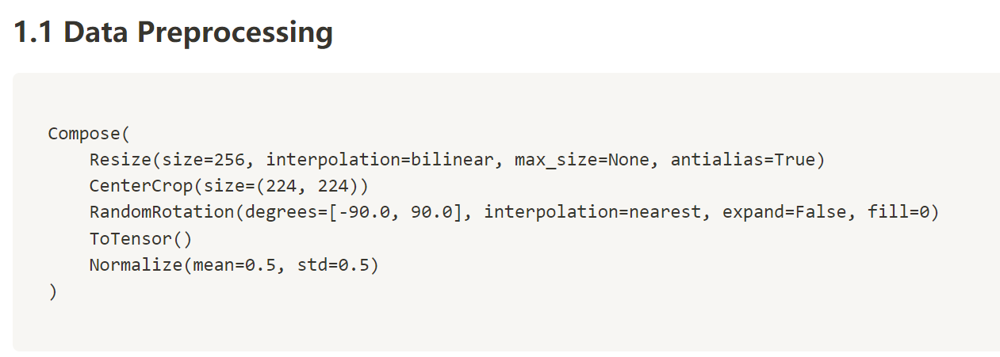 1.1 Data Preprocessing
Compose(
    Resize(size=256, interpolation=bilinear, max_size=None, antialias=True)
    CenterCrop(size=(224, 224))
    RandomRotation(degrees=[-90.0, 90.0], interpolation=nearest, expand=False, fill=0)
    ToTensor()
    Normalize(mean=0.5, std=0.5)
)